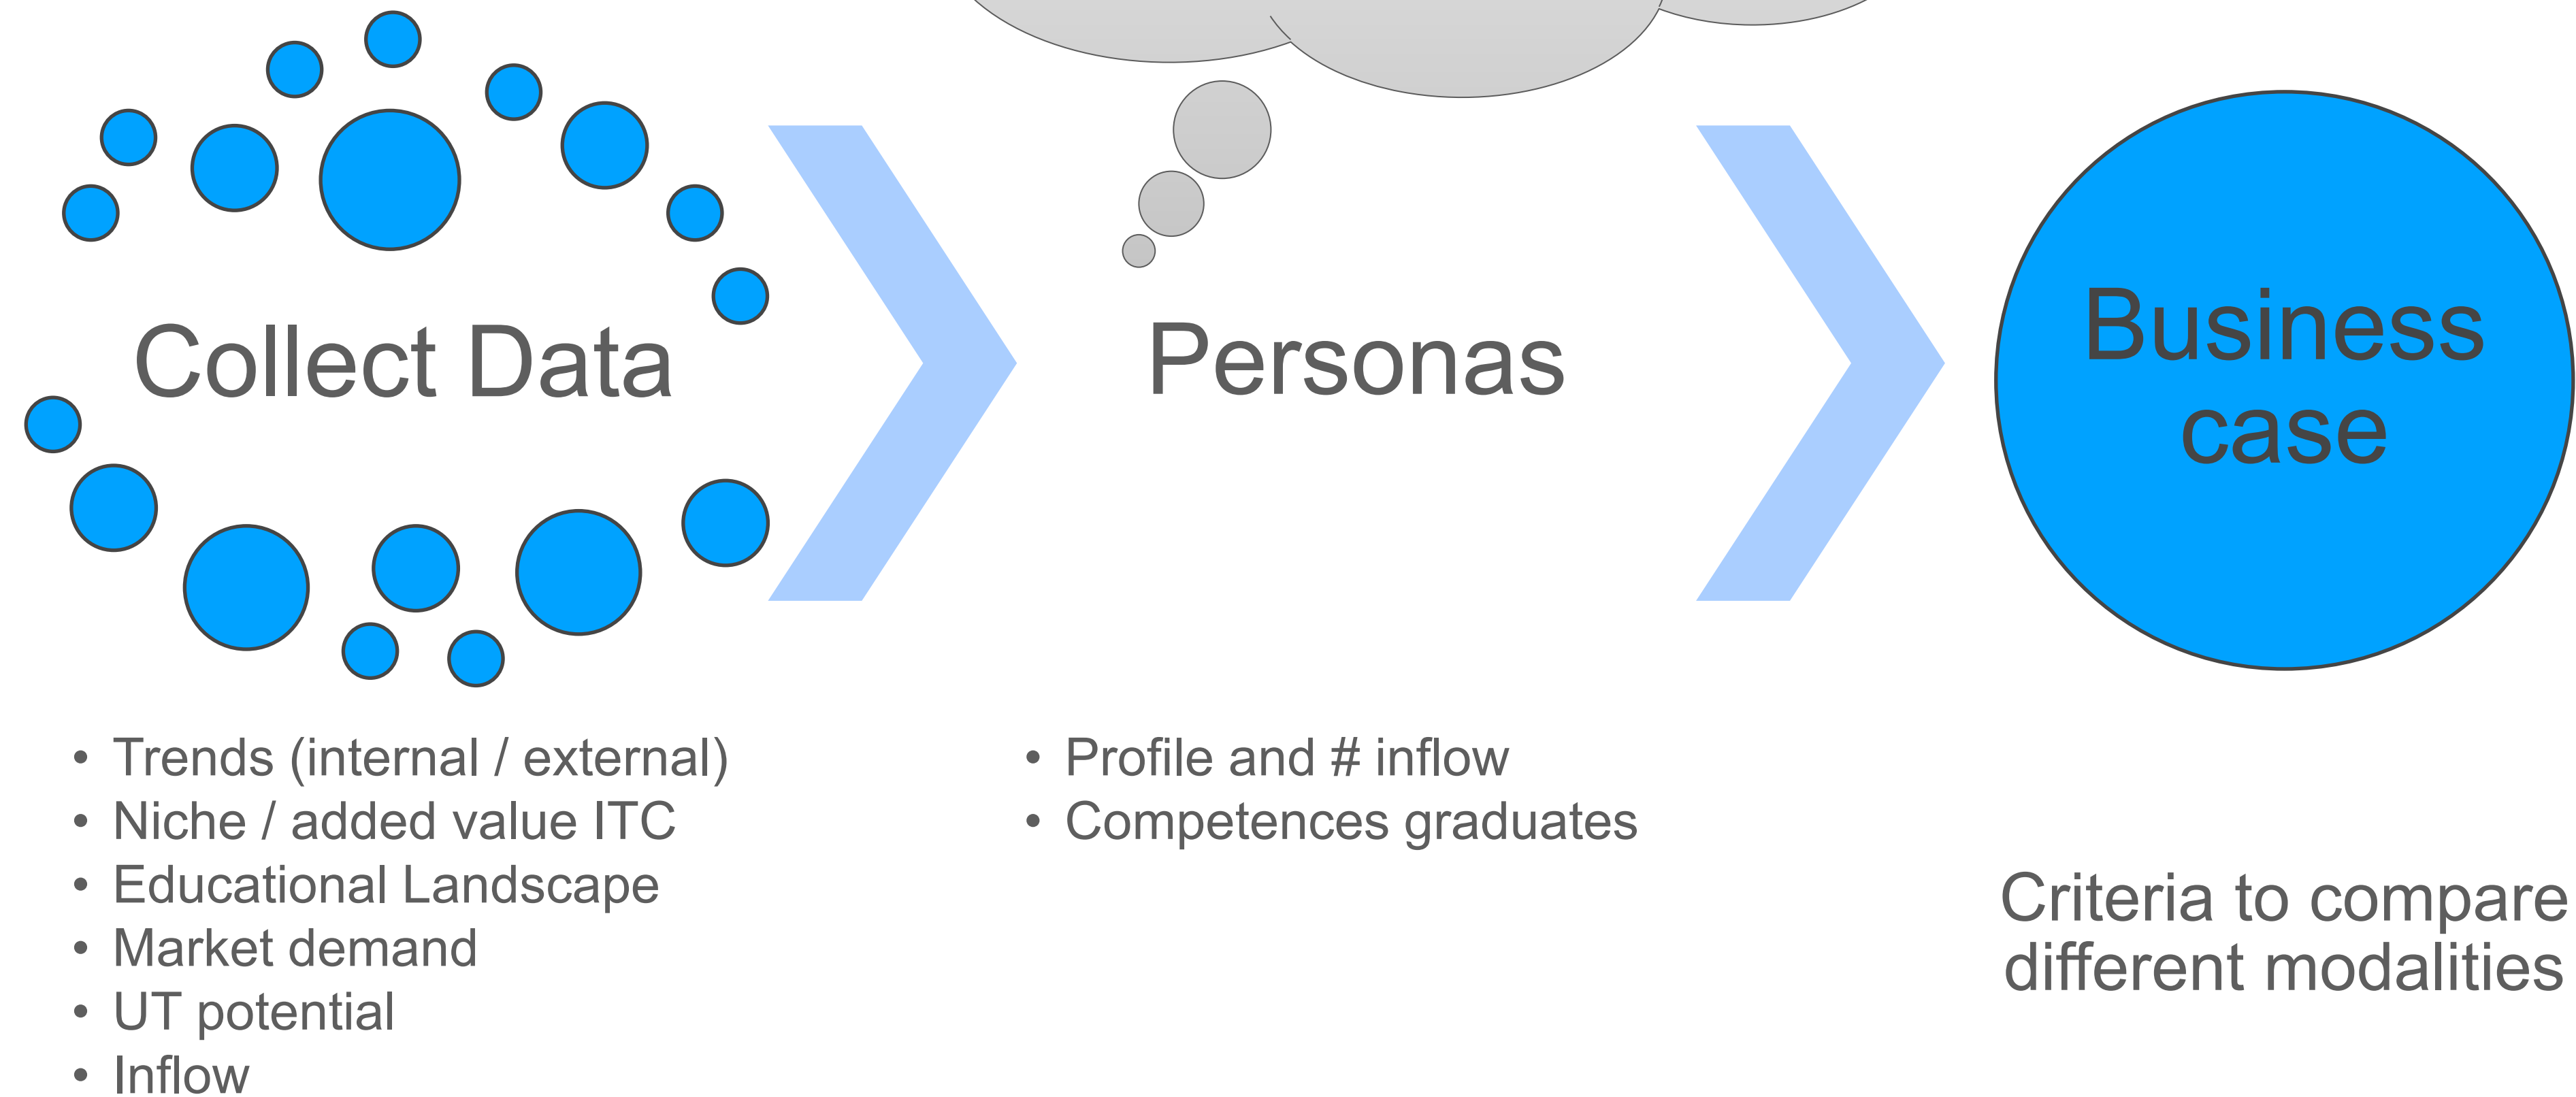 Collect Data
Personas
Business
case
• Trends (internal / external)
• Niche / added value ITC
• Educational Landscape
• Market demand
• UT potential
• Inflow
• Profile and # inflow
• Competences graduates
Criteria to compare
different modalities